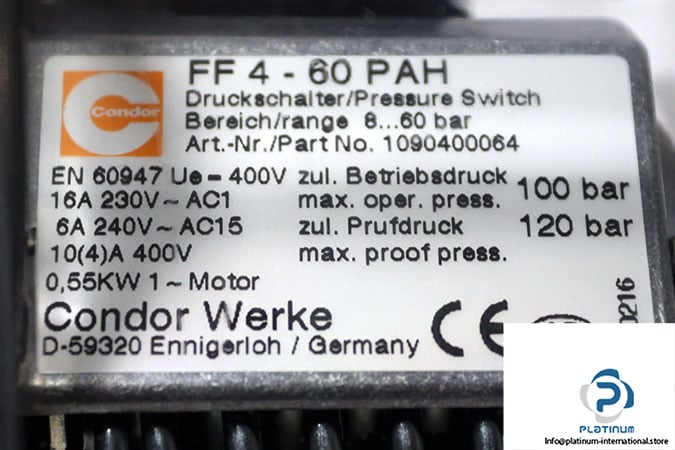 Condor
FF 4 - 60 PAH
Druckschalter/Pressure Switch
Bereich/range 8...60 bar
Art.-Nr./Part No. 1090400064
EN 60947 Ue = 400V
16A 230V ~ AC1
6A 240V ~ AC15
10(4)A 400V
0,55KW 1 ~ Motor
zul. Betriebsdruck
max. oper. press.
100 bar
zul. Prufdruck
max. proof press.
120 bar
Condor Werke
D-59320 Ennigerloh / Germany
CE
0216
PLATINUM
Info@platinum-international.store